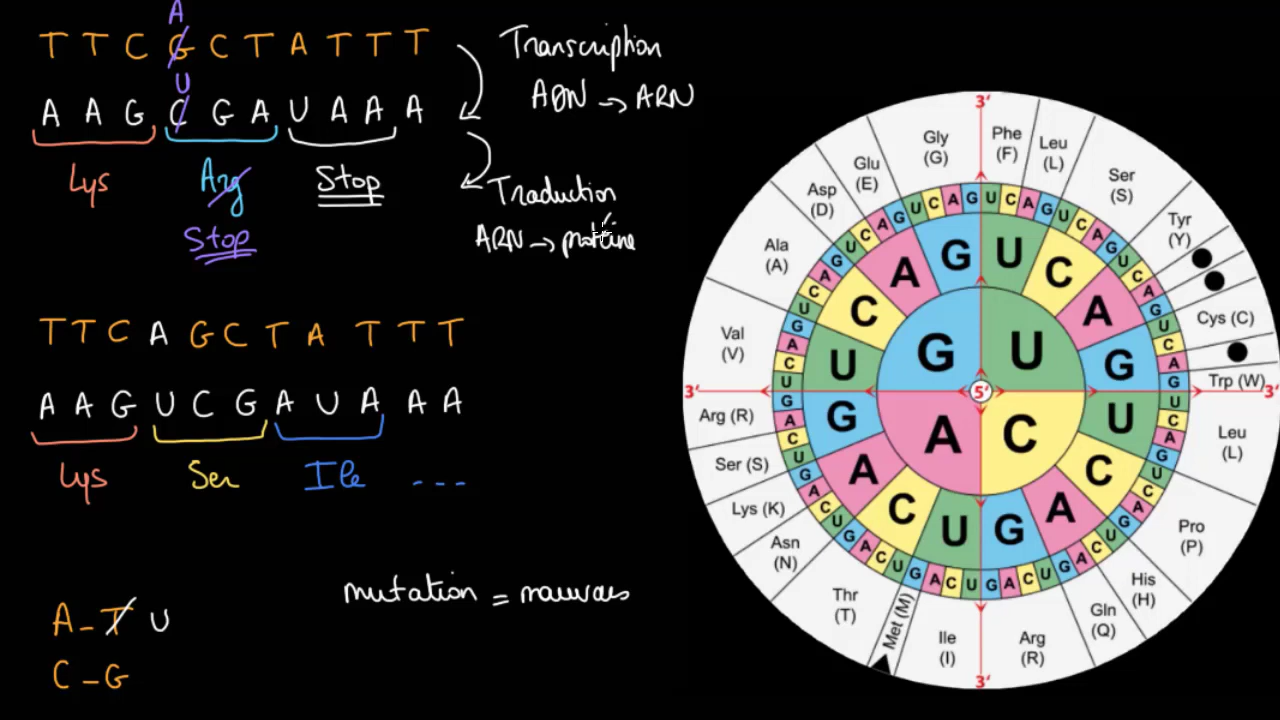 A
T T C G C T A T T T
Transcription
U
ADN → ARN
A A G C G A U A A A
Lys Arg Stop
Traduction
Stop
ARN → protéine
T T C A G C T A T T T
A A G U C G A U A A A
Lys Ser Ile ...
mutation = mauvais
A - T U
C - G
3'
Gly
(G)
Phe
(F)
Leu
(L)
Ser
(S)
Tyr
(Y)
Cys (C)
Trp (W)
3'
Leu
(L)
Pro
(P)
His
(H)
Gln
(Q)
Arg
(R)
3'
Ile
(I)
Met (M)
Thr
(T)
Asn
(N)
Lys (K)
Ser (S)
Arg (R)
3'
Val
(V)
Ala
(A)
Asp
(D)
Glu
(E)
U C A G U C A G U C A G U C A G
U C A G U C A G U C A G U C A G
U C A G U C A G U C A G U C A G
U C A G U C A G U C A G U C A G
U C A G
U C A G
U C A G
U C A G
G U
5'
A C